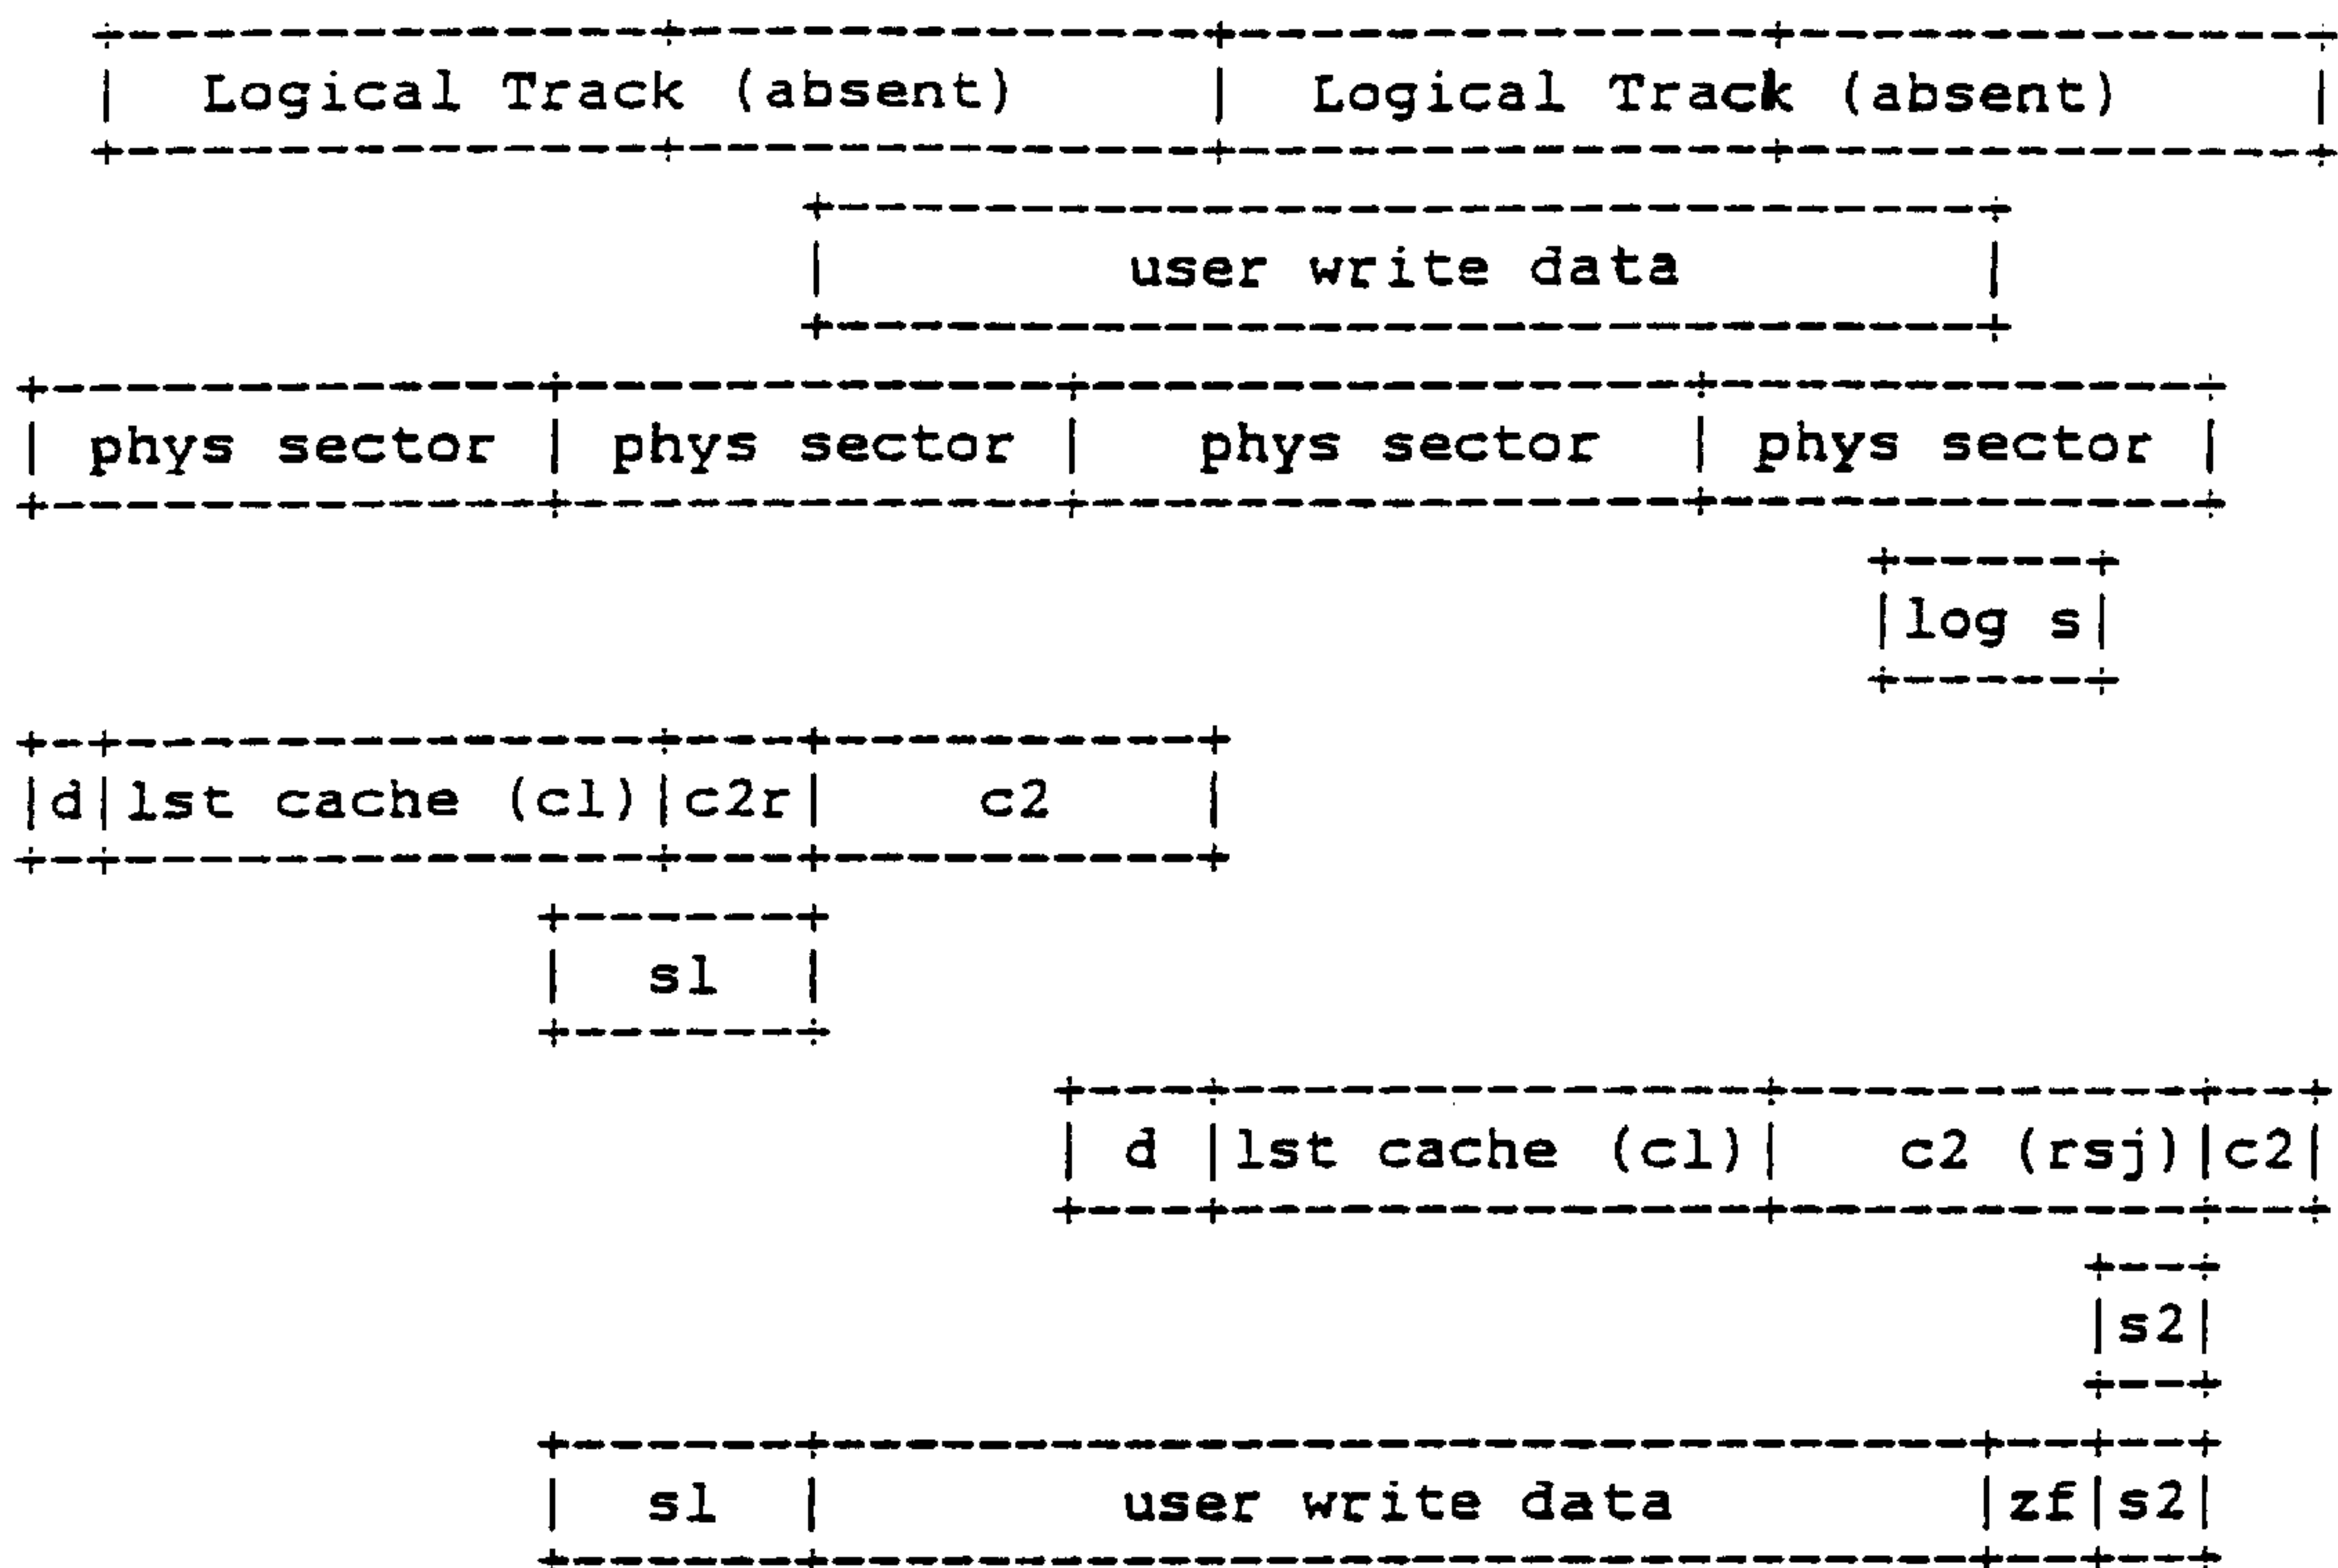 | Logical Track (absent) | Logical Track (absent) |
| user write data |
| phys sector | phys sector | phys sector | phys sector |
|log s|
|d|1st cache (c1)|c2r| c2 |
| s1 |
| d |1st cache (c1)| c2 (rsj)|c2|
|s2|
| s1 | user write data |zf|s2|